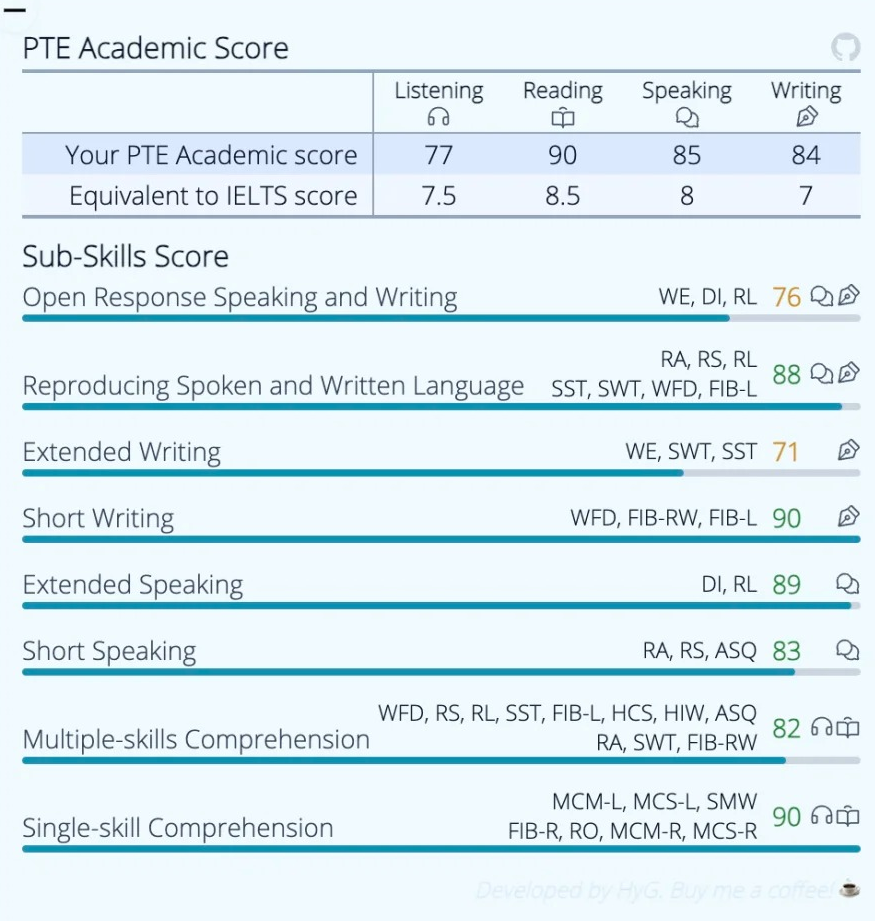 PTE Academic Score
Listening Reading Speaking Writing
Your PTE Academic score 77 90 85 84
Equivalent to IELTS score 7.5 8.5 8 7
Sub-Skills Score
Open Response Speaking and Writing WE, DI, RL 76
RA, RS, RL
Reproducing Spoken and Written Language SST, SWT, WFD, FIB-L 88
Extended Writing WE, SWT, SST 71
Short Writing WFD, FIB-RW, FIB-L 90
Extended Speaking DI, RL 89
Short Speaking RA, RS, ASQ 83
WFD, RS, RL, SST, FIB-L, HCS, HIW, ASQ
Multiple-skills Comprehension RA, SWT, FIB-RW 82
MCM-L, MCS-L, SMW
Single-skill Comprehension FIB-R, RO, MCM-R, MCS-R 90
Developed by HyG. Buy me a coffee!